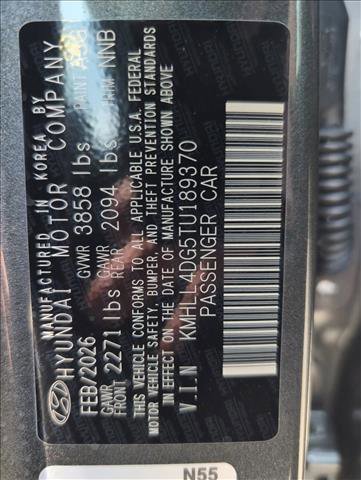 MANUFACTURED IN KOREA BY
HYUNDAI MOTOR COMPANY
FEB/2026 GVWR 3858 lbs PAINT
GAWR FRONT 2271 lbs GAWR REAR 2094 lbs TRIM NNB
THIS VEHICLE CONFORMS TO ALL APPLICABLE U.S.A. FEDERAL
MOTOR VEHICLE SAFETY, BUMPER, AND THEFT PREVENTION STANDARDS
IN EFFECT ON THE DATE OF MANUFACTURE SHOWN ABOVE
V.I.N KMHLL4DG5TU189370
PASSENGER CAR
N55